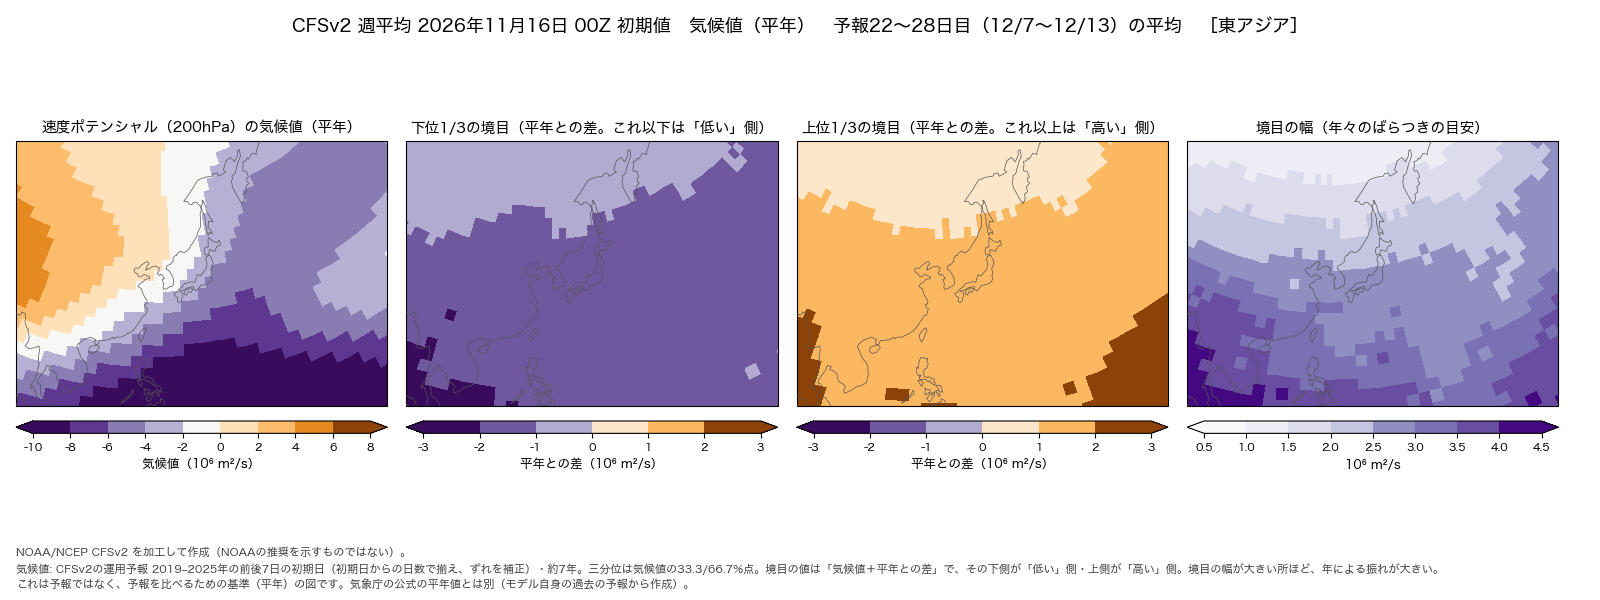 CFSv2 週平均 2026年11月16日 00Z 初期値　気候値（平年）　予報22～28日目（12/7～12/13）の平均　［東アジア］
速度ポテンシャル（200hPa）の気候値（平年）
下位1/3の境目（平年との差。これ以下は「低い」側）
上位1/3の境目（平年との差。これ以上は「高い」側）
境目の幅（年々のばらつきの目安）
-10 -8 -6 -4 -2 0 2 4 6 8
気候値（10⁶ m²/s）
-3 -2 -1 0 1 2 3
平年との差（10⁶ m²/s）
-3 -2 -1 0 1 2 3
平年との差（10⁶ m²/s）
0.5 1.0 1.5 2.0 2.5 3.0 3.5 4.0 4.5
10⁶ m²/s
NOAA/NCEP CFSv2 を加工して作成（NOAAの推奨を示すものではない）。
気候値: CFSv2の運用予報 2019–2025年の前後7日の初期日（初期日からの日数で揃え、ずれを補正）・約7年。三分位は気候値の33.3/66.7%点。境目の値は「気候値＋平年との差」で、その下側が「低い」側・上側が「高い」側。境目の幅が大きい所ほど、年による振れが大きい。
これは予報ではなく、予報を比べるための基準（平年）の図です。気象庁の公式の平年値とは別（モデル自身の過去の予報から作成）。